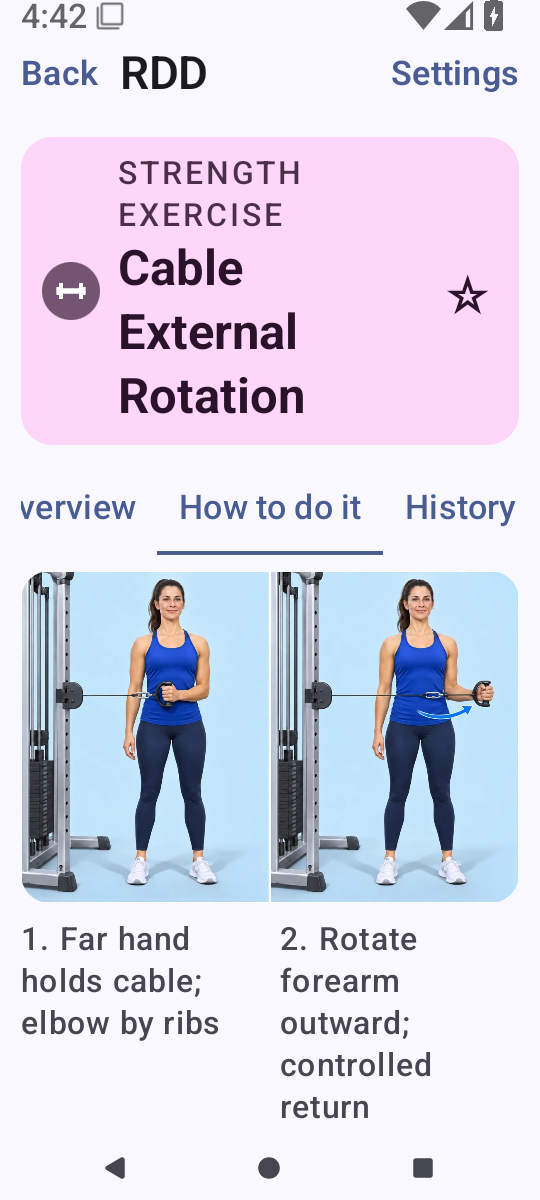 4:42
Back RDD Settings
STRENGTH
EXERCISE
Cable
External
Rotation
verview How to do it History
1. Far hand
holds cable;
elbow by ribs
2. Rotate
forearm
outward;
controlled
return